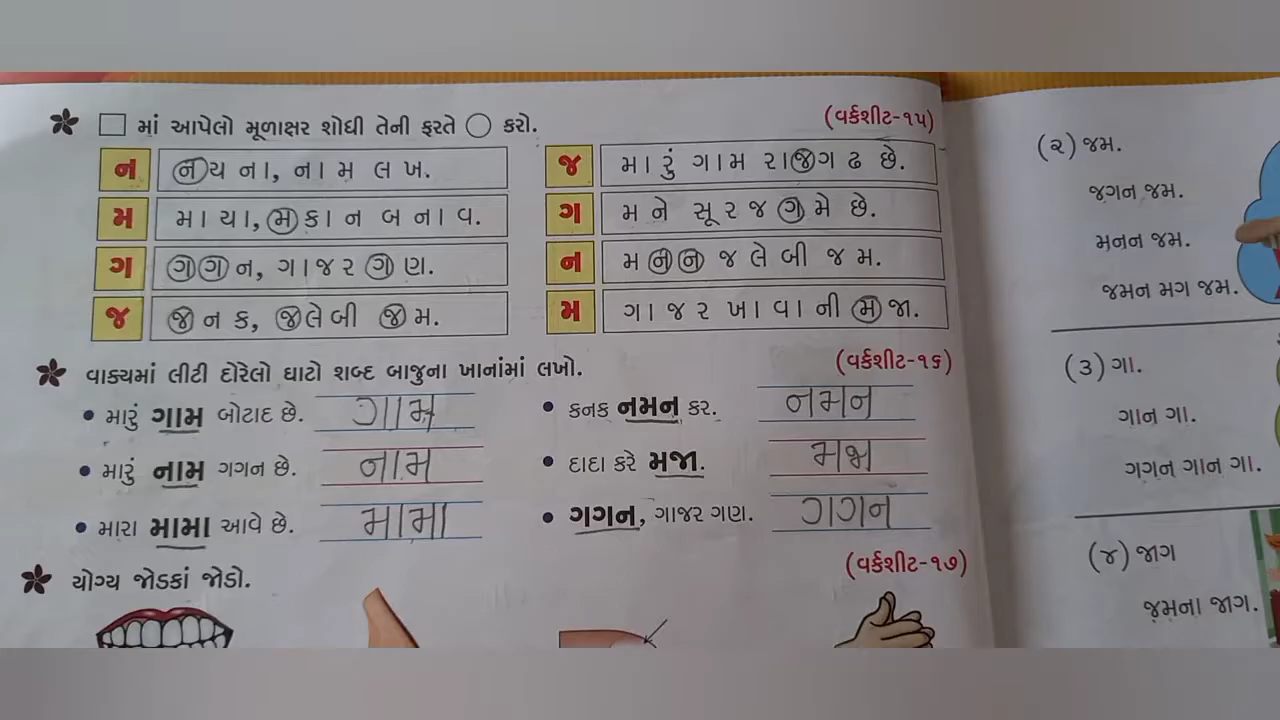 □ માં આપેલો મૂળાક્ષર શોધી તેની ફરતે ○ કરો. (વર્કશીટ-૧૫)
ન નયના, નામ લખ.
મ માયા, મકાન બનાવ.
ગ ગગન, ગાજર ગણ.
જ જનક, જલેબી જમ.
જ મારું ગામ રાજગઢ છે.
ગ મને સૂરજ ગમે છે.
ન મનન જલેબી જમ.
મ ગાજર ખાવાની મજા.
વાક્યમાં લીટી દોરેલો ઘાટો શબ્દ બાજુના ખાનાંમાં લખો. (વર્કશીટ-૧૬)
મારું ગામ બોટાદ છે. ગામ
મારું નામ ગગન છે. નામ
મારા મામા આવે છે. મામા
કનક નમન કર. નમન
દાદા કરે મજા. મજા
ગગન, ગાજર ગણ. ગગન
યોગ્ય જોડકાં જોડો. (વર્કશીટ-૧૭)
(૨) જમ.
જગન જમ.
મનન જમ.
જમન મગ જમ.
(૩) ગા.
ગાન ગા.
ગગન ગાન ગા.
(૪) જાગ
જમના જાગ.